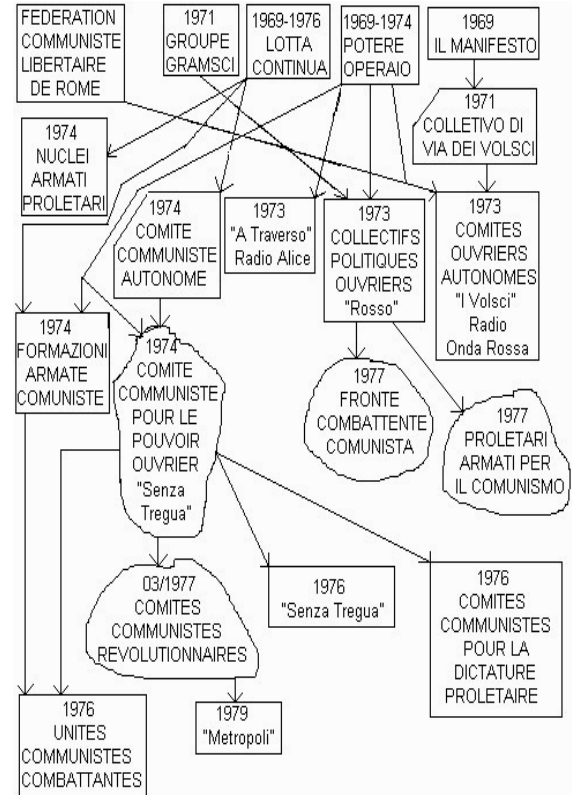 FEDERATION
COMMUNISTE
LIBERTAIRE
DE ROME
1971
GROUPE
GRAMSCI
1969-1976
LOTTA
CONTINUA
1969-1974
POTERE
OPERAIO
1969
IL MANIFESTO
1974
NUCLEI
ARMATI
PROLETARI
1971
COLLETIVO DI
VIA DEI VOLSCI
1974
COMITE
COMMUNISTE
AUTONOME
1973
"A Traverso"
Radio Alice
1973
COLLECTIFS
POLITIQUES
OUVRIERS
"Rosso"
1973
COMITES
OUVRIERS
AUTONOMES
"I Volsci"
Radio
Onda Rossa
1974
FORMAZIONI
ARMATE
COMUNISTE
1974
COMITE
COMMUNISTE
POUR LE
POUVOIR
OUVRIER
"Senza
Tregua"
1977
FRONTE
COMBATTENTE
COMUNISTA
1977
PROLETARI
ARMATI PER
IL COMUNISMO
03/1977
COMITES
COMMUNISTES
REVOLUTIONNAIRES
1976
"Senza Tregua"
1976
COMITES
COMMUNISTES
POUR LA
DICTATURE
PROLETAIRE
1976
UNITES
COMMUNISTES
COMBATTANTES
1979
"Metropoli"